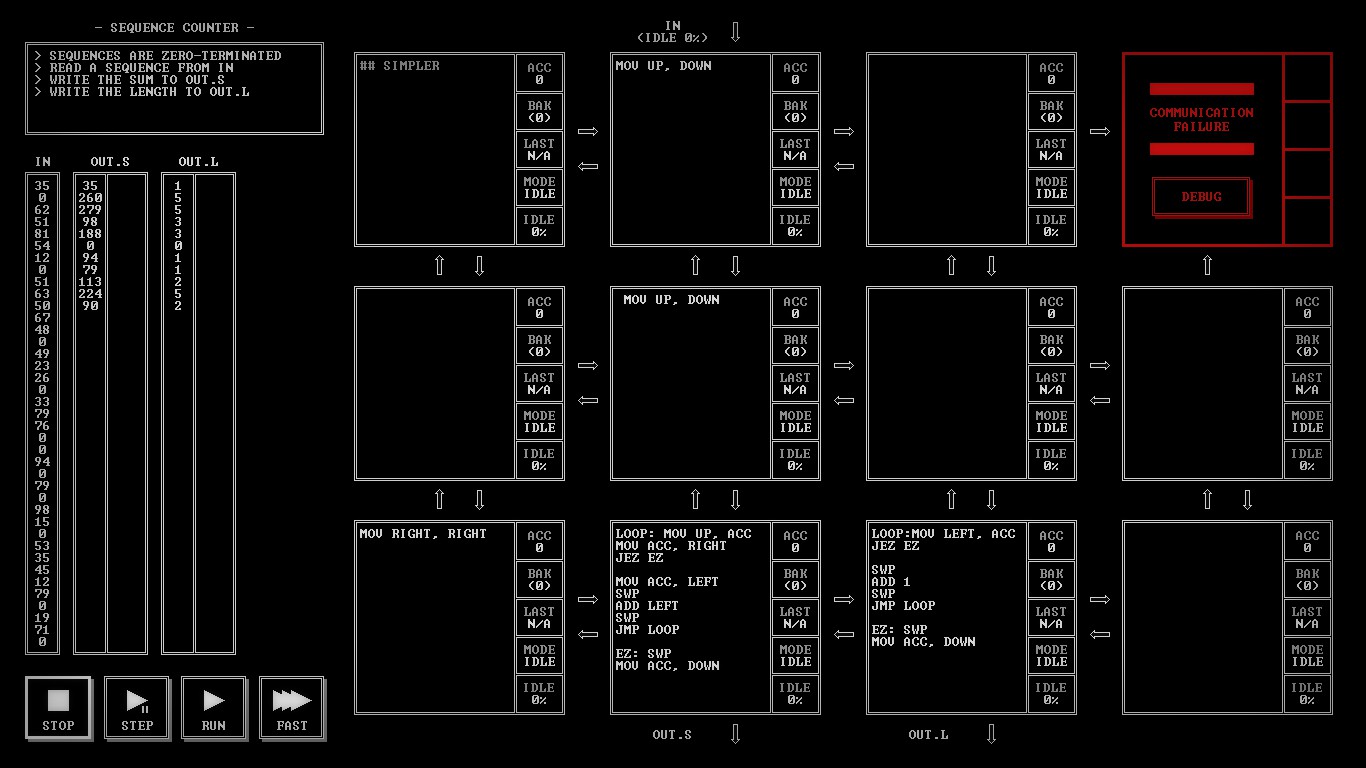 - SEQUENCE COUNTER -
> SEQUENCES ARE ZERO-TERMINATED
> READ A SEQUENCE FROM IN
> WRITE THE SUM TO OUT.S
> WRITE THE LENGTH TO OUT.L
IN OUT.S OUT.L
35 35 1
0 260 5
62 279 5
51 98 3
81 188 3
54 0 0
12 94 1
0 79 1
51 113 2
63 224 5
50 90 2
67
48
0
49
23
26
0
33
79
76
0
0
94
0
79
0
98
15
0
53
35
45
12
79
0
19
71
0
STOP STEP RUN FAST
IN
(IDLE 0%)
## SIMPLER
ACC
0
BAK
(0)
LAST
N/A
MODE
IDLE
IDLE
0%
MOV UP, DOWN
ACC
0
BAK
(0)
LAST
N/A
MODE
IDLE
IDLE
0%
ACC
0
BAK
(0)
LAST
N/A
MODE
IDLE
IDLE
0%
COMMUNICATION
FAILURE
DEBUG
ACC
0
BAK
(0)
LAST
N/A
MODE
IDLE
IDLE
0%
MOV UP, DOWN
ACC
0
BAK
(0)
LAST
N/A
MODE
IDLE
IDLE
0%
ACC
0
BAK
(0)
LAST
N/A
MODE
IDLE
IDLE
0%
ACC
0
BAK
(0)
LAST
N/A
MODE
IDLE
IDLE
0%
MOV RIGHT, RIGHT
ACC
0
BAK
(0)
LAST
N/A
MODE
IDLE
IDLE
0%
LOOP: MOV UP, ACC
MOV ACC, RIGHT
JEZ EZ
MOV ACC, LEFT
SWP
ADD LEFT
SWP
JMP LOOP
EZ: SWP
MOV ACC, DOWN
ACC
0
BAK
(0)
LAST
N/A
MODE
IDLE
IDLE
0%
LOOP:MOV LEFT, ACC
JEZ EZ
SWP
ADD 1
SWP
JMP LOOP
EZ: SWP
MOV ACC, DOWN
ACC
0
BAK
(0)
LAST
N/A
MODE
IDLE
IDLE
0%
ACC
0
BAK
(0)
LAST
N/A
MODE
IDLE
IDLE
0%
OUT.S
OUT.L